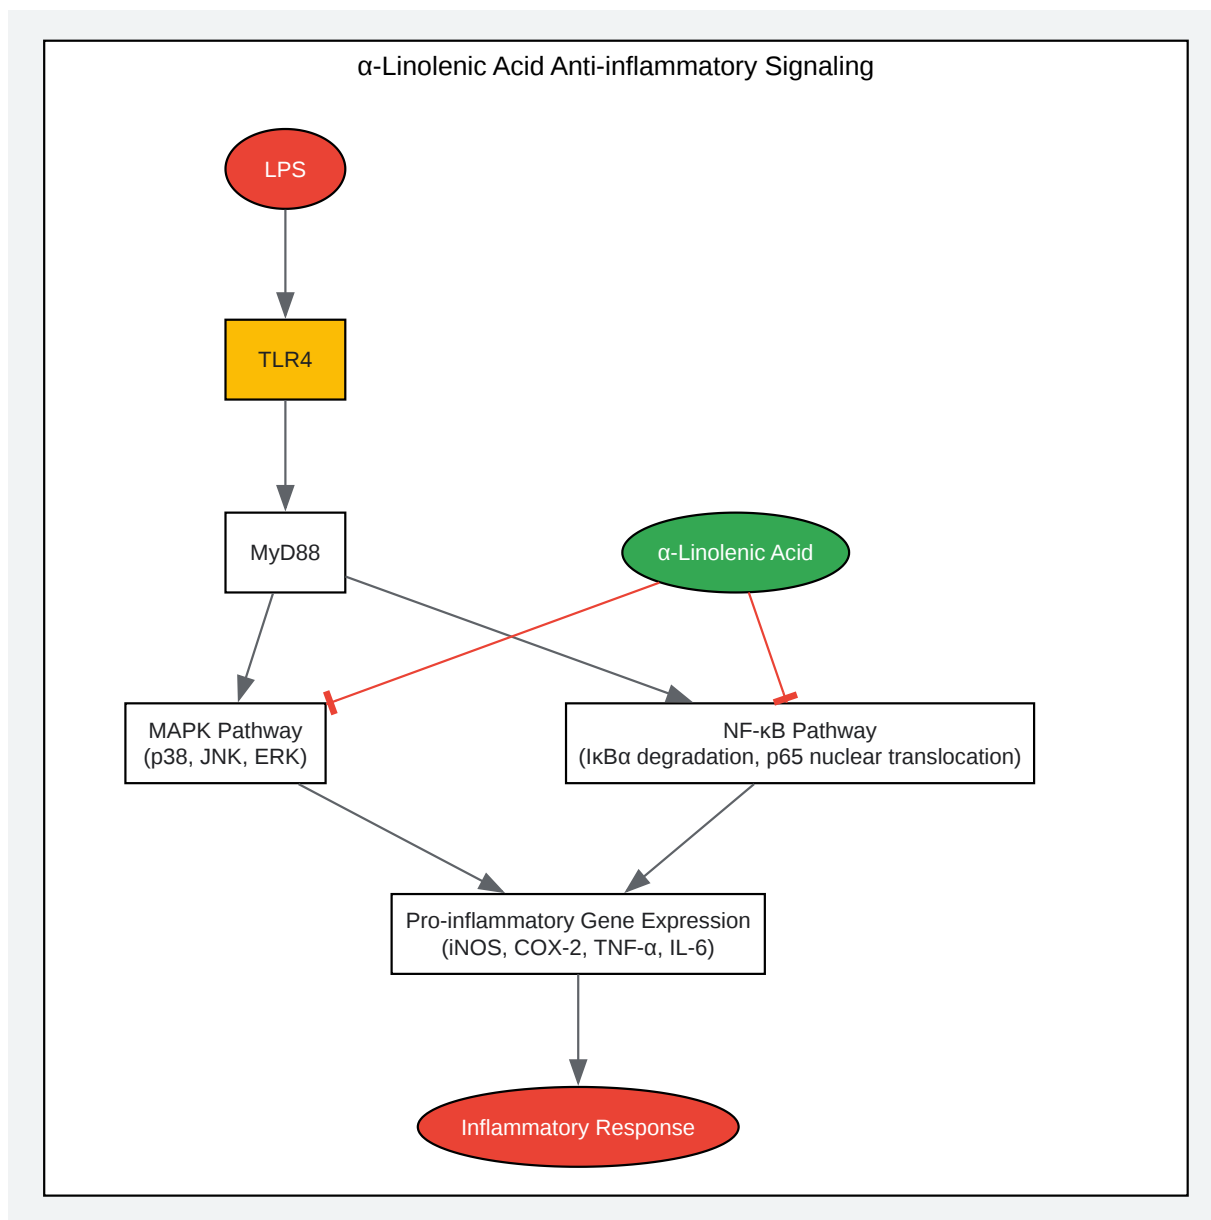 α-Linolenic Acid Anti-inflammatory Signaling
LPS
TLR4
MyD88
α-Linolenic Acid
MAPK Pathway
(p38, JNK, ERK)
NF-κB Pathway
(IκBα degradation, p65 nuclear translocation)
Pro-inflammatory Gene Expression
(iNOS, COX-2, TNF-α, IL-6)
Inflammatory Response